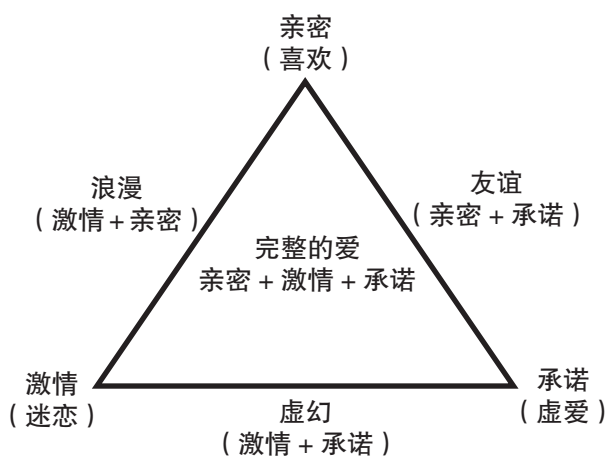 亲密
（喜欢）
浪漫
（激情+亲密）
友谊
（亲密+承诺）
完整的爱
亲密+激情+承诺
激情
（迷恋）
承诺
（虚爱）
虚幻
（激情+承诺）